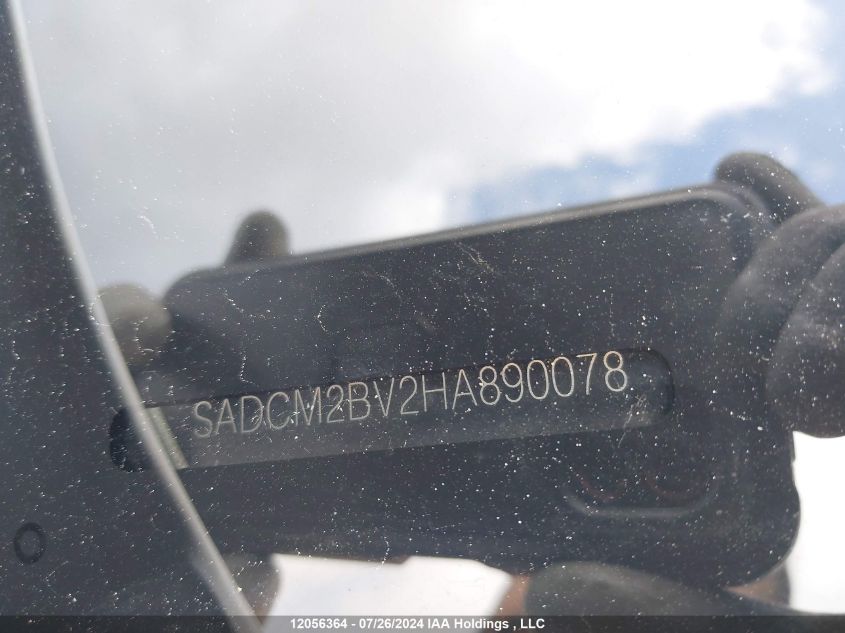 SADCM2BV2HA890078
12056364 - 07/26/2024 IAA Holdings , LLC